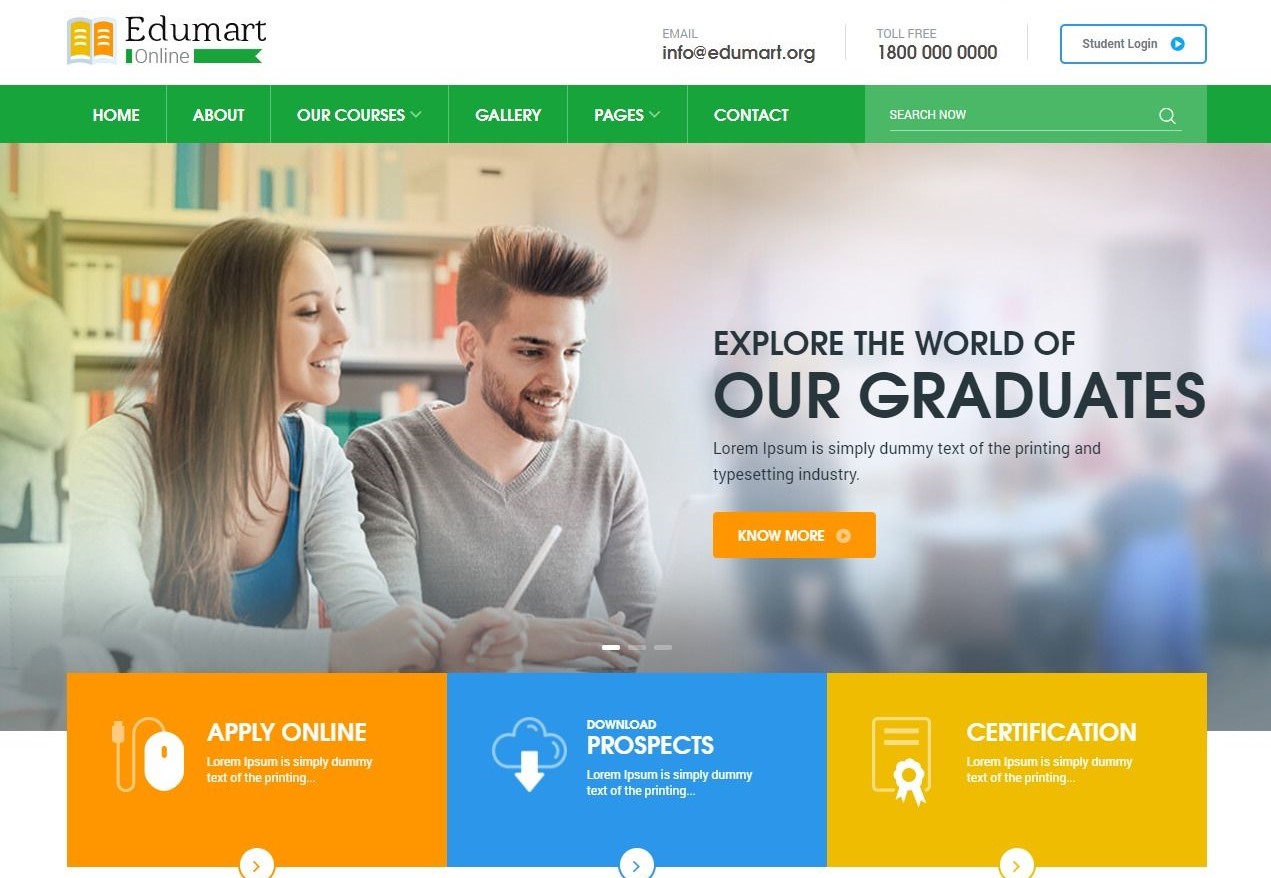 Edumart
Online
EMAIL
info@edumart.org
TOLL FREE
1800 000 0000
Student Login
HOME
ABOUT
OUR COURSES
GALLERY
PAGES
CONTACT
SEARCH NOW
EXPLORE THE WORLD OF
OUR GRADUATES
Lorem Ipsum is simply dummy text of the printing and
typesetting industry.
KNOW MORE
APPLY ONLINE
Lorem Ipsum is simply dummy
text of the printing...
DOWNLOAD
PROSPECTS
Lorem Ipsum is simply dummy
text of the printing...
CERTIFICATION
Lorem Ipsum is simply dummy
text of the printing...